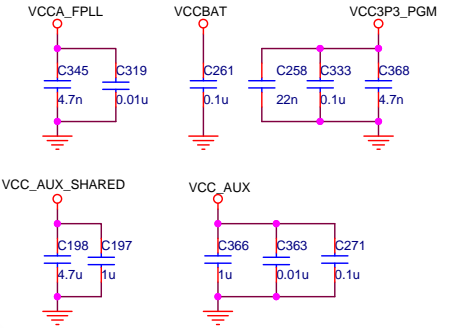 VCCA_FPLL VCCBAT VCC3P3_PGM
C345 C319 C261 C258 C333 C368
4.7n 0.01u 0.1u 22n 0.1u 4.7n
VCC_AUX_SHARED VCC_AUX
C198 C197 C366 C363 C271
4.7u 1u 1u 0.01u 0.1u